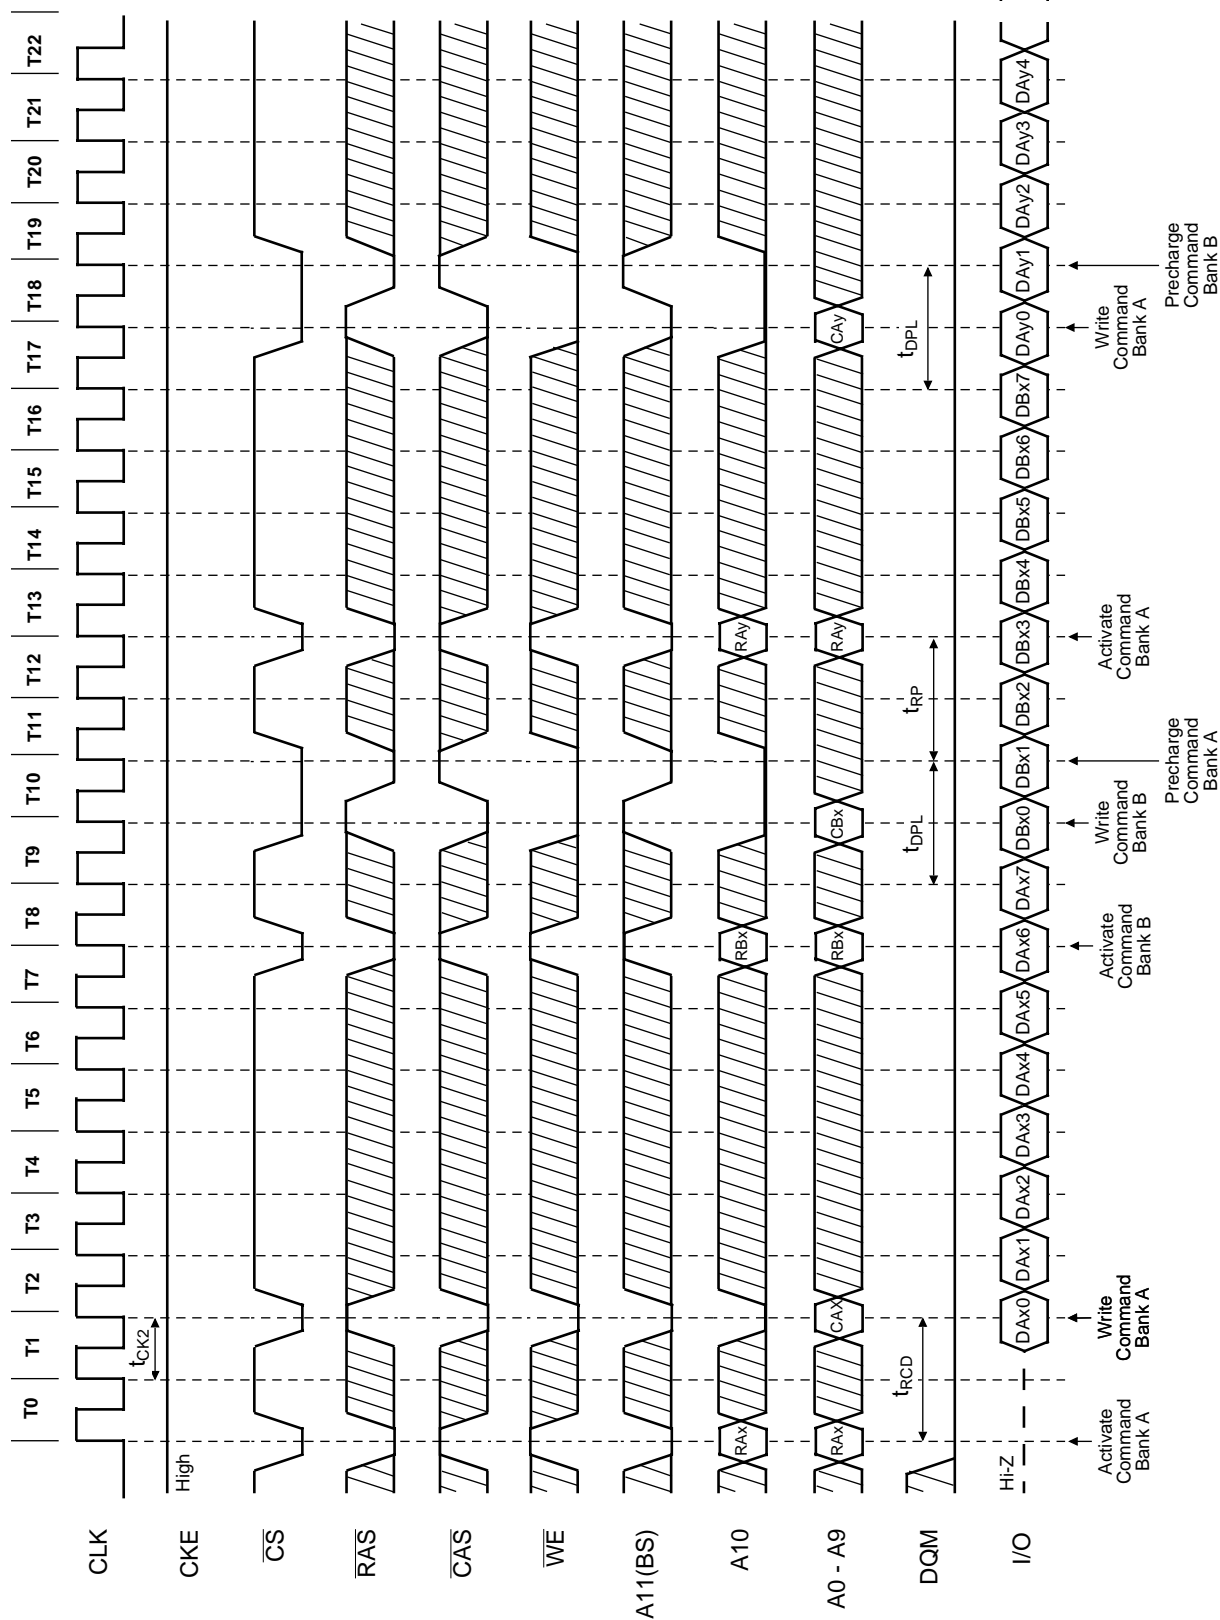 T0 T1 T2 T3 T4 T5 T6 T7 T8 T9 T10 T11 T12 T13 T14 T15 T16 T17 T18 T19 T20 T21 T22
CLK
tCK2
CKE
High
CS
RAS
CAS
WE
A11(BS)
A10
RAx RBx RAy
A0 - A9
RAx CAX RBx CBx RAy CAy
DQM
tRCD tDPL tRP tDPL
I/O
Hi-Z
DAx0 DAx1 DAx2 DAx3 DAx4 DAx5 DAx6 DAx7 DBx0 DBx1 DBx2 DBx3 DBx4 DBx5 DBx6 DBx7 DAy0 DAy1 DAy2 DAy3 DAy4
Activate
Command
Bank A
Write
Command
Bank A
Activate
Command
Bank B
Write
Command
Bank B
Precharge
Command
Bank A
Activate
Command
Bank A
Write
Command
Bank A
Precharge
Command
Bank B